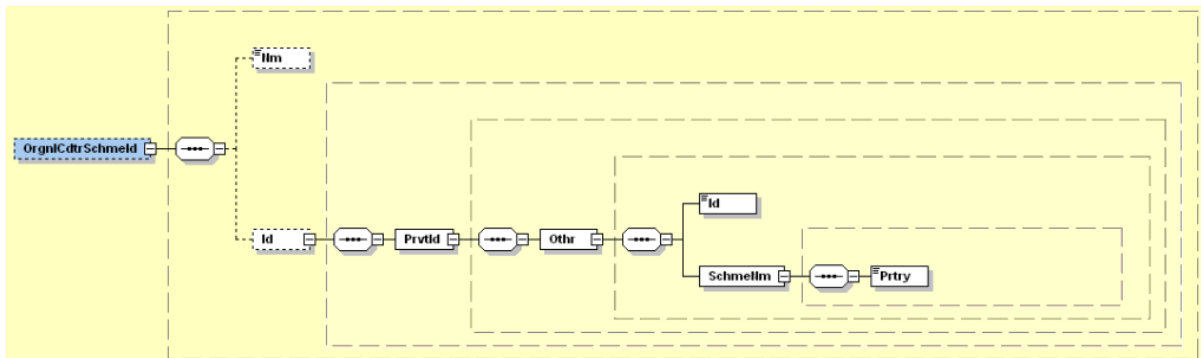 Nm
OrgnlCdtrSchmeId
Id
PrvtId
Othr
Id
SchmeNm
Prtry